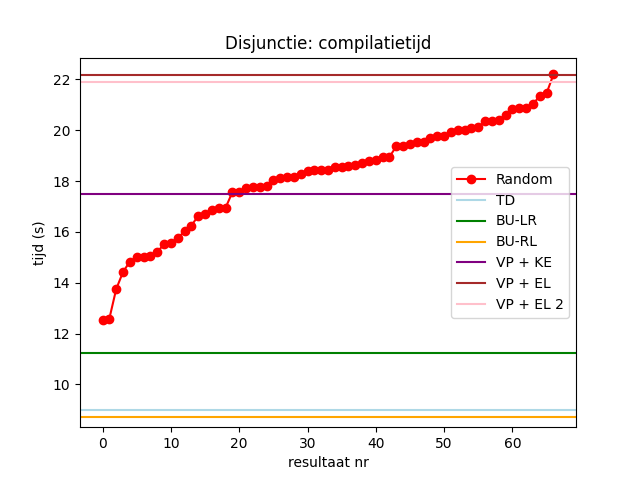 Disjunctie: compilatietijd
tijd (s)
22
20
18
16
14
12
10
0
10
20
30
40
50
60
resultaat nr
Random
TD
BU-LR
BU-RL
VP + KE
VP + EL
VP + EL 2